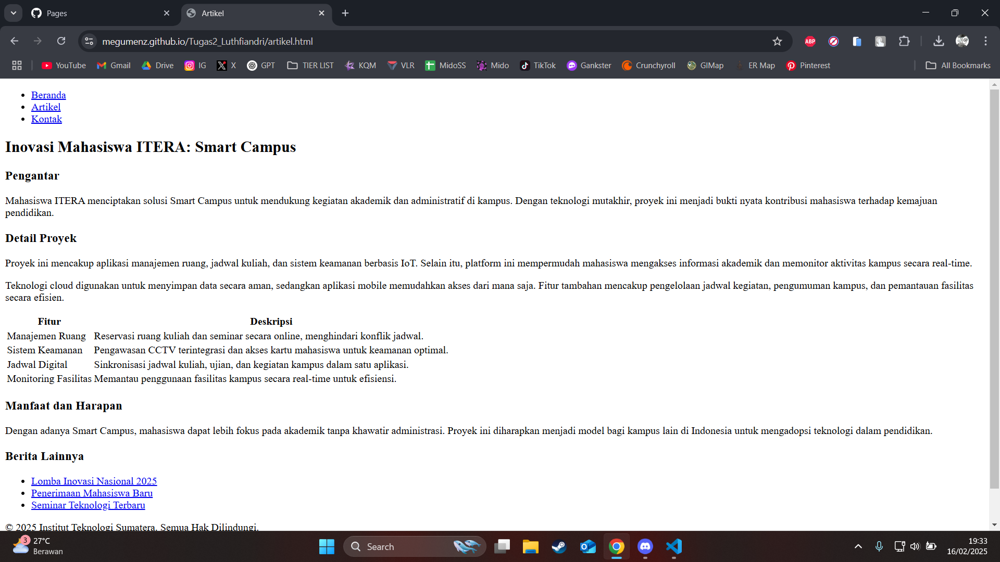 Pages
Artikel
megumenz.github.io/Tugas2_Luthfiandri/artikel.html
ABP
YouTube Gmail Drive IG X GPT TIER LIST KQM VLR MidoSS Mido TikTok Gankster Crunchyroll GIMap ER Map Pinterest All Bookmarks
Beranda
Artikel
Kontak
Inovasi Mahasiswa ITERA: Smart Campus
Pengantar
Mahasiswa ITERA menciptakan solusi Smart Campus untuk mendukung kegiatan akademik dan administratif di kampus. Dengan teknologi mutakhir, proyek ini menjadi bukti nyata kontribusi mahasiswa terhadap kemajuan
pendidikan.
Detail Proyek
Proyek ini mencakup aplikasi manajemen ruang, jadwal kuliah, dan sistem keamanan berbasis IoT. Selain itu, platform ini mempermudah mahasiswa mengakses informasi akademik dan memonitor aktivitas kampus secara real-time.
Teknologi cloud digunakan untuk menyimpan data secara aman, sedangkan aplikasi mobile memudahkan akses dari mana saja. Fitur tambahan mencakup pengelolaan jadwal kegiatan, pengumuman kampus, dan pemantauan fasilitas
secara efisien.
Fitur Deskripsi
Manajemen Ruang Reservasi ruang kuliah dan seminar secara online, menghindari konflik jadwal.
Sistem Keamanan Pengawasan CCTV terintegrasi dan akses kartu mahasiswa untuk keamanan optimal.
Jadwal Digital Sinkronisasi jadwal kuliah, ujian, dan kegiatan kampus dalam satu aplikasi.
Monitoring Fasilitas Memantau penggunaan fasilitas kampus secara real-time untuk efisiensi.
Manfaat dan Harapan
Dengan adanya Smart Campus, mahasiswa dapat lebih fokus pada akademik tanpa khawatir administrasi. Proyek ini diharapkan menjadi model bagi kampus lain di Indonesia untuk mengadopsi teknologi dalam pendidikan.
Berita Lainnya
Lomba Inovasi Nasional 2025
Penerimaan Mahasiswa Baru
Seminar Teknologi Terbaru
© 2025 Institut Teknologi Sumatera. Semua Hak Dilindungi.
3
27°C
Berawan
Search
19:33
16/02/2025